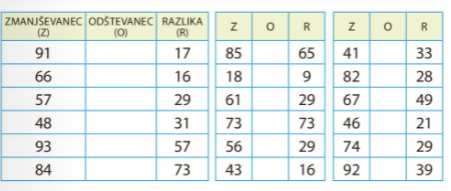 ZMANJŠEVANEC (Z) ODŠTEVANEC (O) RAZLIKA (R) Z O R Z O R
91 17 85 65 41 33
66 16 18 9 82 28
57 29 61 29 67 49
48 31 73 73 46 21
93 57 56 29 74 29
84 73 43 16 92 39